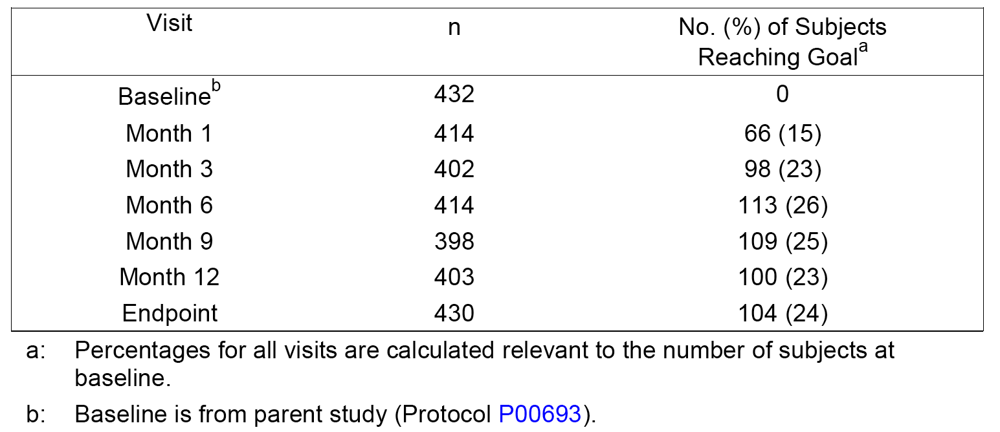 Visit n No. (%) of Subjects
Reaching Goala
Baselineb 432 0
Month 1 414 66 (15)
Month 3 402 98 (23)
Month 6 414 113 (26)
Month 9 398 109 (25)
Month 12 403 100 (23)
Endpoint 430 104 (24)
a: Percentages for all visits are calculated relevant to the number of subjects at
baseline.
b: Baseline is from parent study (Protocol P00693).